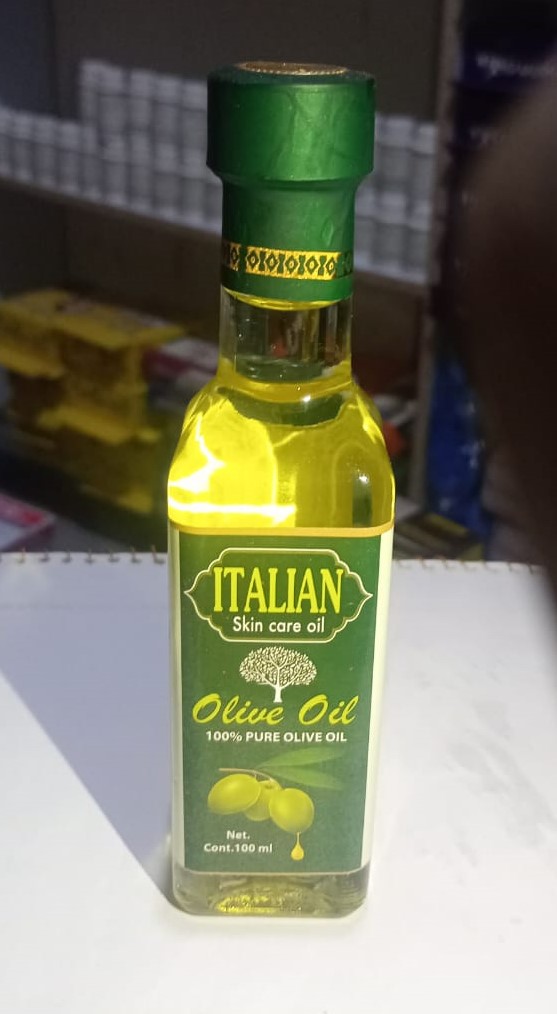 ITALIAN
Skin care oil
Olive Oil
100% PURE OLIVE OIL
Net.
Cont.100 ml